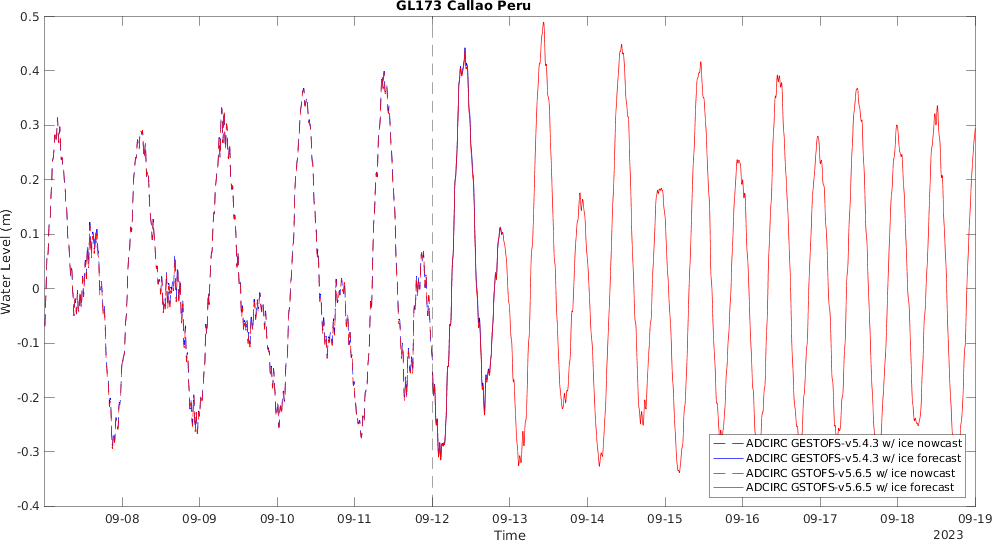 GL173 Callao Peru
0.5
0.4
0.3
0.2
0.1
0
-0.1
-0.2
-0.3
-0.4
Water Level (m)
ADCIRC GESTOFS-v5.4.3 w/ ice nowcast
ADCIRC GESTOFS-v5.4.3 w/ ice forecast
ADCIRC GSTOFS-v5.6.5 w/ ice nowcast
ADCIRC GSTOFS-v5.6.5 w/ ice forecast
09-08 09-09 09-10 09-11 09-12 09-13 09-14 09-15 09-16 09-17 09-18 09-19
Time
2023